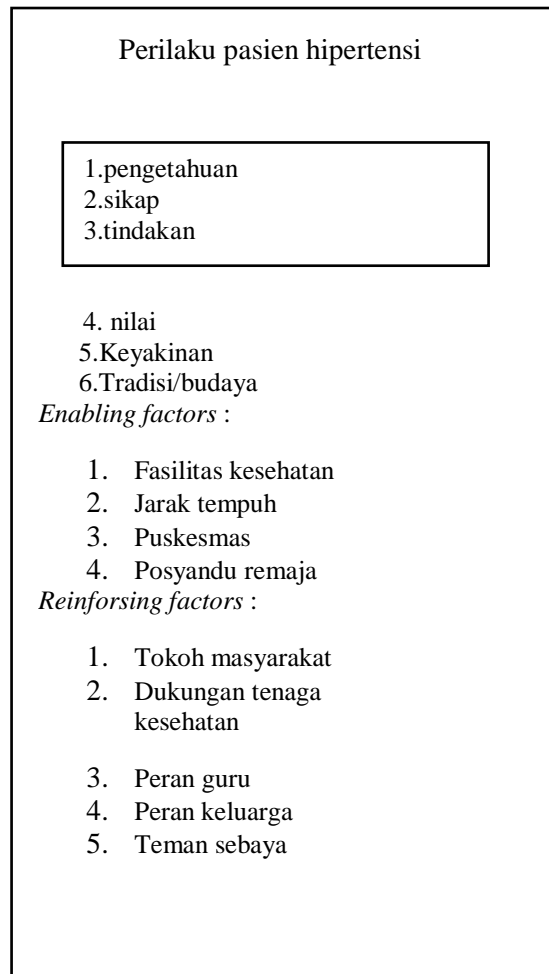 Perilaku pasien hipertensi
1.pengetahuan
2.sikap
3.tindakan
4. nilai
5.Keyakinan
6.Tradisi/budaya
Enabling factors :
1. Fasilitas kesehatan
2. Jarak tempuh
3. Puskesmas
4. Posyandu remaja
Reinforsing factors :
1. Tokoh masyarakat
2. Dukungan tenaga
kesehatan
3. Peran guru
4. Peran keluarga
5. Teman sebaya